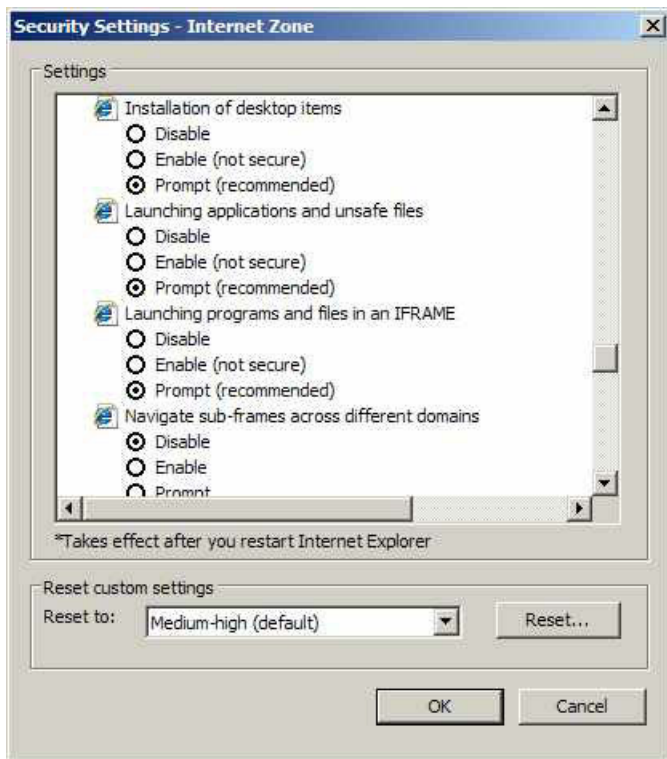 Security Settings - Internet Zone
Settings
Installation of desktop items
Disable
Enable (not secure)
Prompt (recommended)
Launching applications and unsafe files
Disable
Enable (not secure)
Prompt (recommended)
Launching programs and files in an IFRAME
Disable
Enable (not secure)
Prompt (recommended)
Navigate sub-frames across different domains
Disable
Enable
Prompt
*Takes effect after you restart Internet Explorer
Reset custom settings
Reset to: Medium-high (default) Reset...
OK Cancel